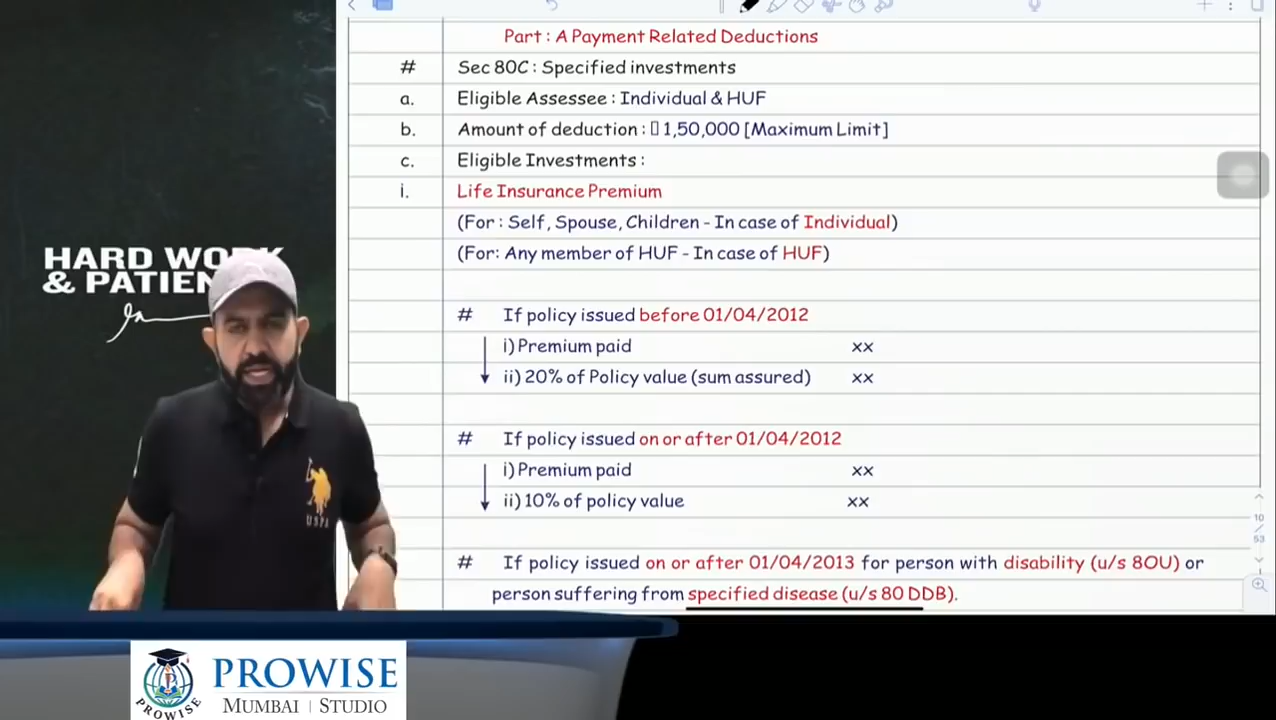 Part : A Payment Related Deductions
# Sec 80C : Specified investments
a. Eligible Assessee : Individual & HUF
b. Amount of deduction : ▯ 1,50,000 [Maximum Limit]
c. Eligible Investments :
i. Life Insurance Premium
(For : Self, Spouse, Children - In case of Individual)
(For: Any member of HUF - In case of HUF)
# If policy issued before 01/04/2012
i) Premium paid xx
ii) 20% of Policy value (sum assured) xx
# If policy issued on or after 01/04/2012
i) Premium paid xx
ii) 10% of policy value xx
# If policy issued on or after 01/04/2013 for person with disability (u/s 80U) or
person suffering from specified disease (u/s 80 DDB).
HARD WORK
& PATIEN
USPA
10
/
53
PROWISE
MUMBAI | STUDIO
PROWISE